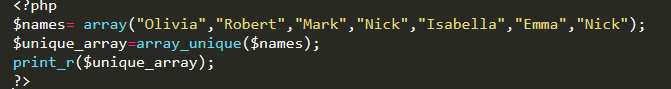 <?php
$names= array("Olivia","Robert","Mark","Nick","Isabella","Emma","Nick");
$unique_array=array_unique($names);
print_r($unique_array);
?>